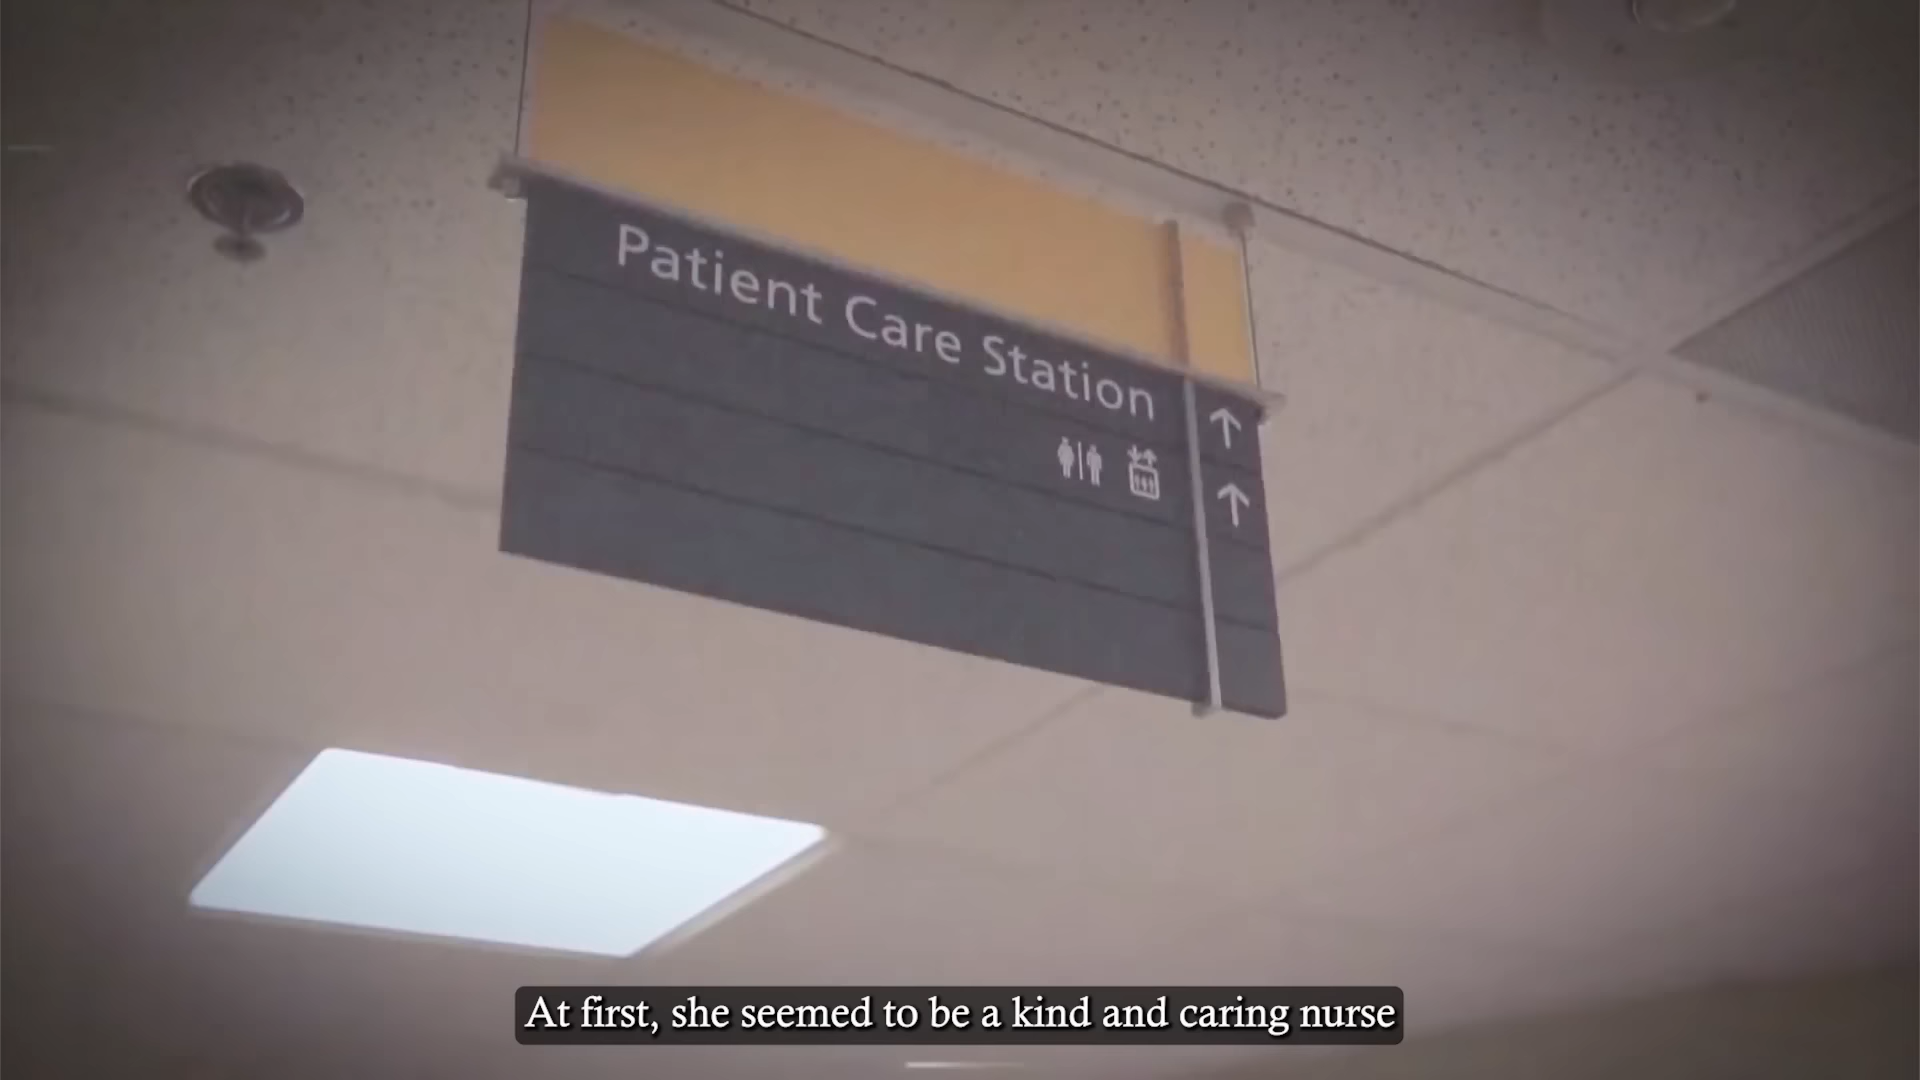 Patient Care Station
At first, she seemed to be a kind and caring nurse